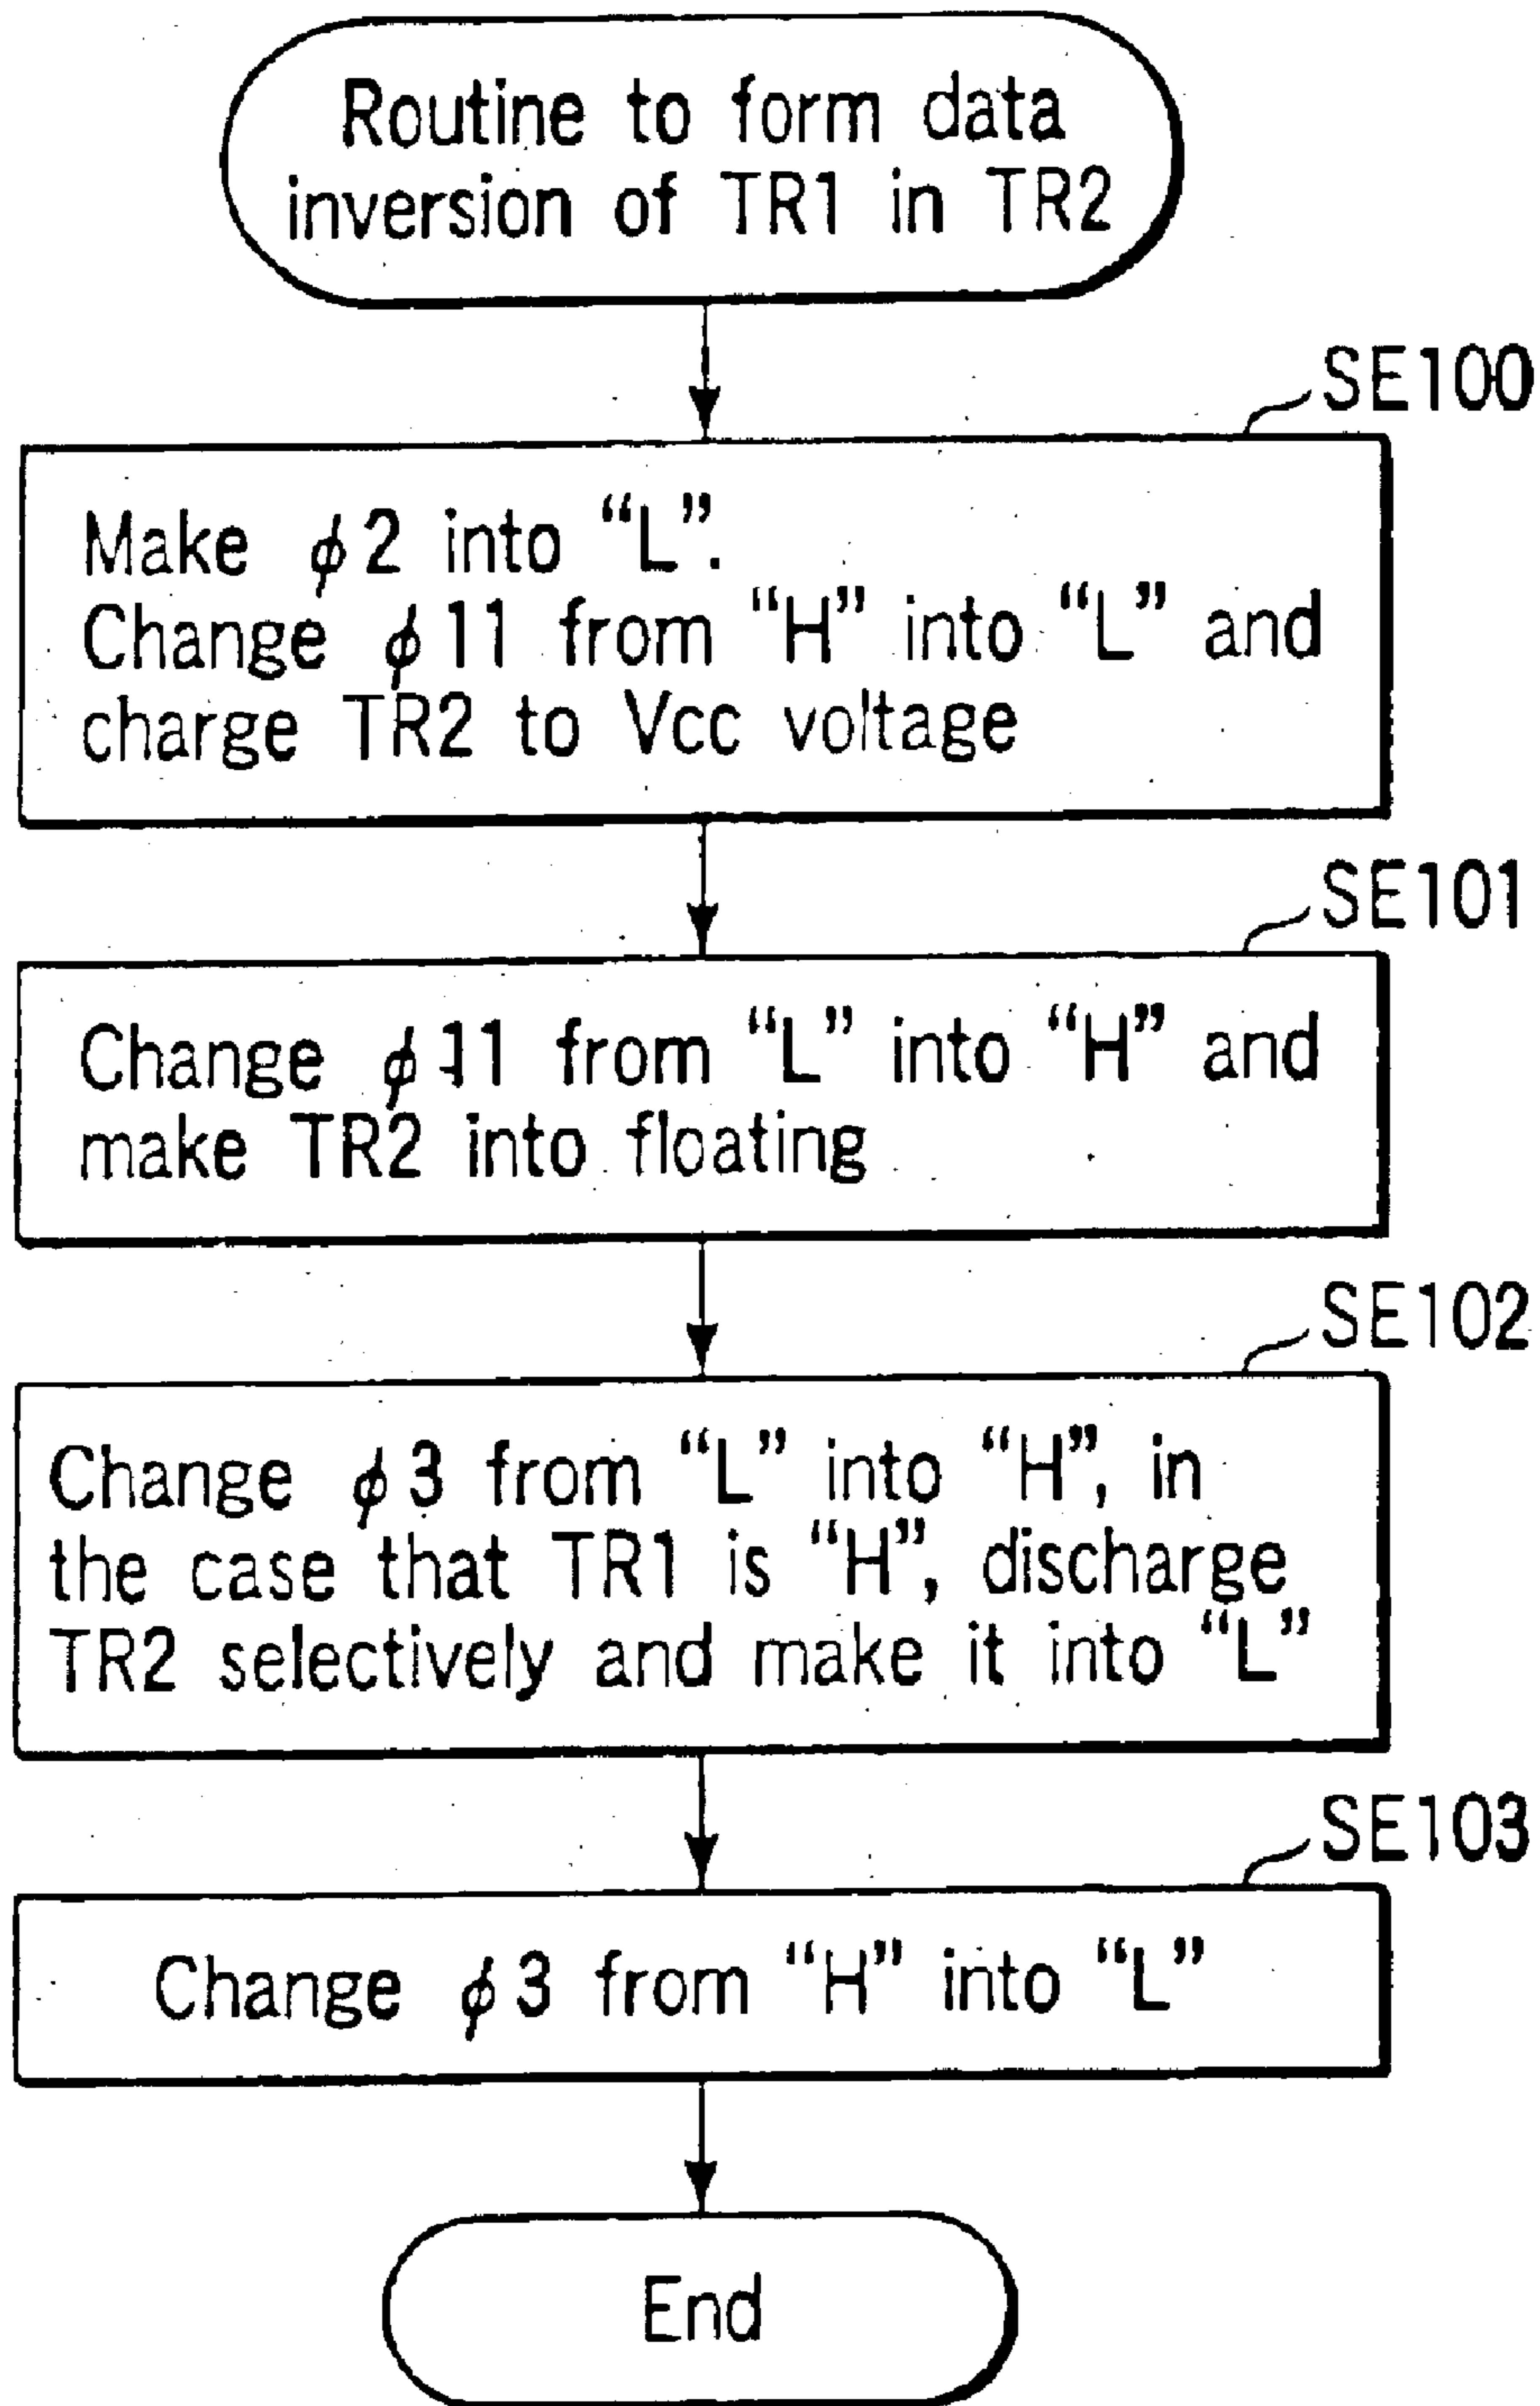 Routine to form data
inversion of TR1 in TR2
SE100
Make ϕ2 into “L”.
Change ϕ11 from “H” into “L” and
charge TR2 to Vcc voltage
SE101
Change ϕ11 from “L” into “H” and
make TR2 into floating
SE102
Change ϕ3 from “L” into “H”, in
the case that TR1 is “H”, discharge
TR2 selectively and make it into “L”
SE103
Change ϕ3 from “H” into “L”
End